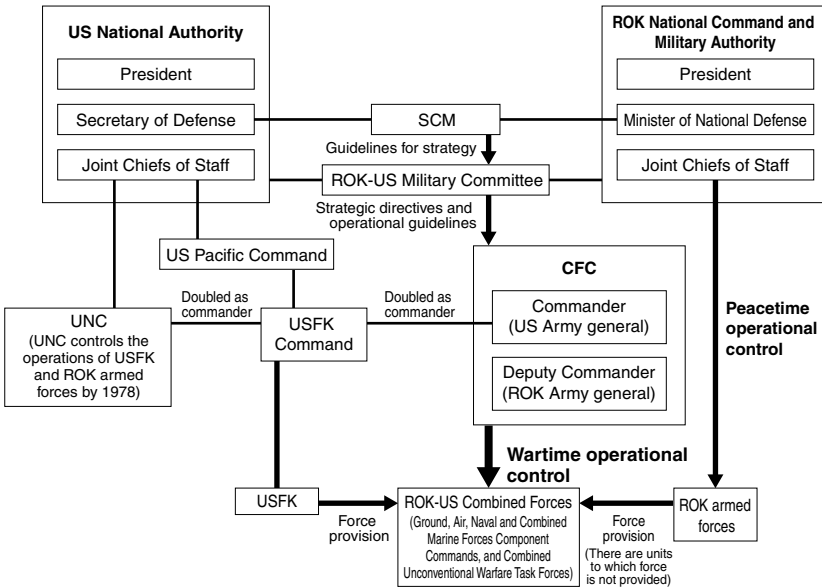 US National Authority
President
Secretary of Defense
Joint Chiefs of Staff
ROK National Command and
Military Authority
President
Minister of National Defense
Joint Chiefs of Staff
SCM
Guidelines for strategy
ROK-US Military Committee
Strategic directives and
operational guidelines
US Pacific Command
CFC
Commander
(US Army general)
Deputy Commander
(ROK Army general)
Peacetime
operational
control
UNC
(UNC controls the
operations of USFK
and ROK armed
forces by 1978)
Doubled as
commander
USFK
Command
Doubled as
commander
Wartime operational
control
USFK
Force
provision
ROK-US Combined Forces
(Ground, Air, Naval and Combined
Marine Forces Component
Commands, and Combined
Unconventional Warfare Task Forces)
Force
provision
(There are units
to which force
is not provided)
ROK armed
forces